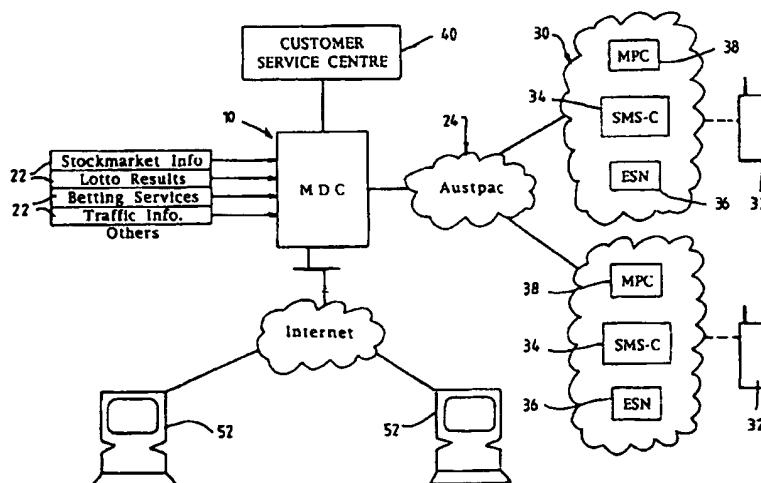 CUSTOMER
SERVICE CENTRE
40
30
MPC
38
34
SMS-C
10
24
22
Stockmarket Info
Lotto Results
22
Betting Services
Traffic Info.
Others
MDC
Austpac
ESN
36
38
MPC
Internet
34
SMS-C
52
52
36
ESN
32